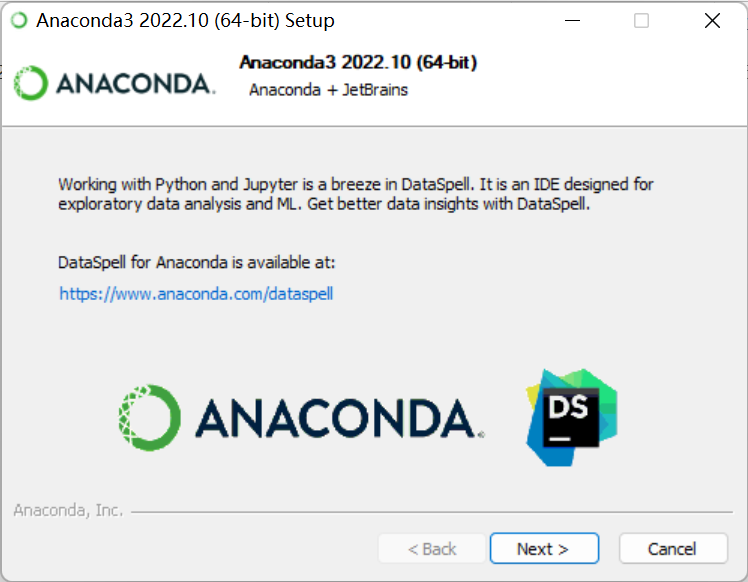 Anaconda3 2022.10 (64-bit) Setup
Anaconda3 2022.10 (64-bit)
ANACONDA.
Anaconda + JetBrains
Working with Python and Jupyter is a breeze in DataSpell. It is an IDE designed for
exploratory data analysis and ML. Get better data insights with DataSpell.
DataSpell for Anaconda is available at:
https://www.anaconda.com/dataspell
ANACONDA.
DS
Anaconda, Inc.
< Back
Next >
Cancel